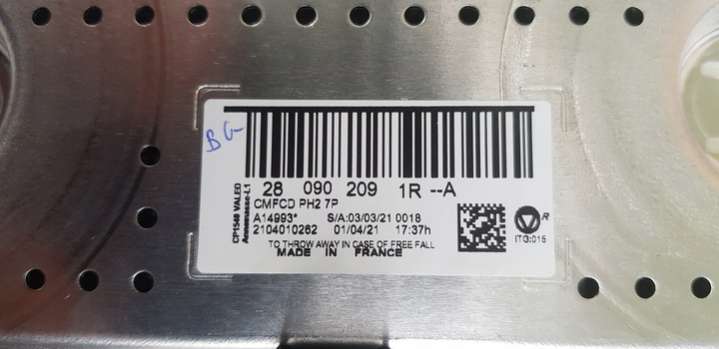 BG
28 090 209 1R --A
CMFCD PH2 7P
A14993* S/A:03/03/21 0018
2104010262 01/04/21 17:37h
TO THROW AWAY IN CASE OF FREE FALL
MADE IN FRANCE
CP1540 VALEO
Annemasse-L1
V R
ITG:015